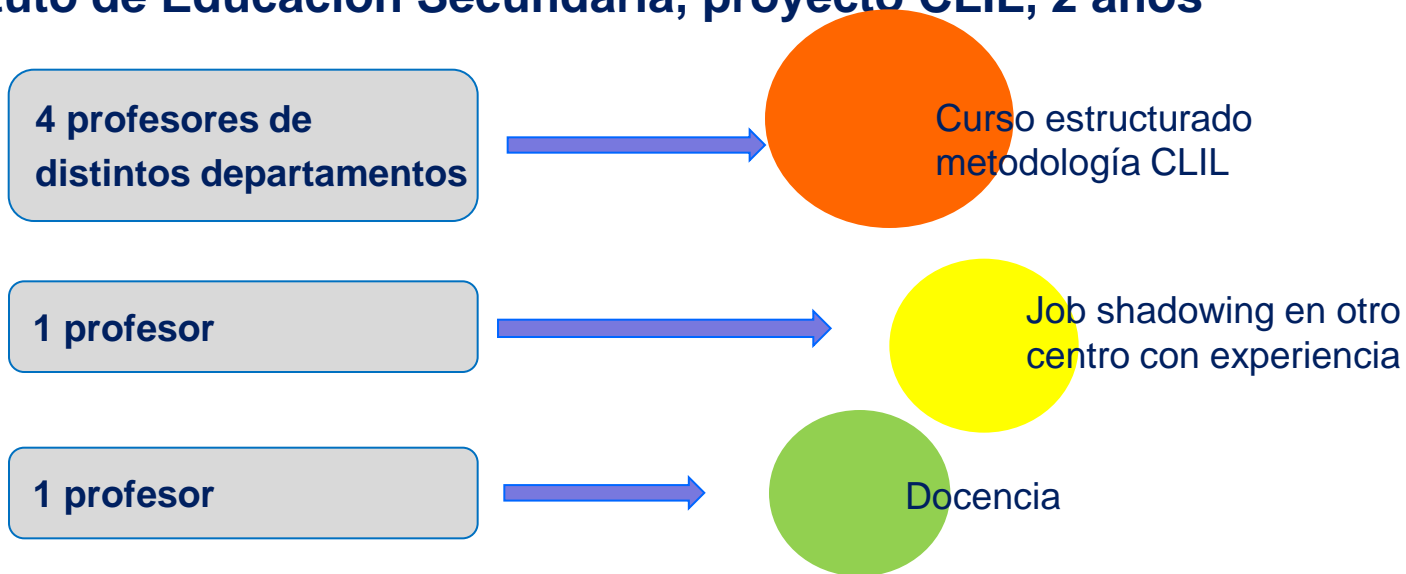 de Educación Secundaria, proyecto CLIL, 2 años
4 profesores de
distintos departamentos
Curso estructurado
metodología CLIL
1 profesor
Job shadowing en otro
centro con experiencia
1 profesor
Docencia